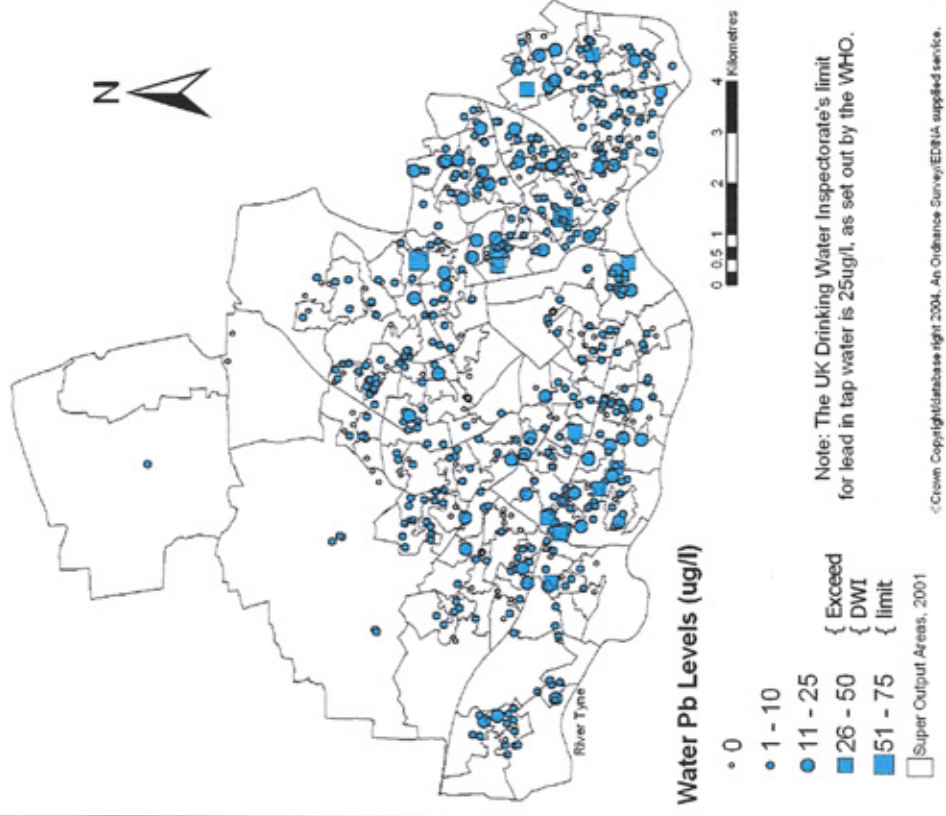 N
0 0.5 1 2 3 4
Kilometres
River Tyne
Water Pb Levels (ug/l)
0
1 - 10
11 - 25
26 - 50
51 - 75
{ Exceed
{ DWI
{ limit
Super Output Areas, 2001
Note: The UK Drinking Water Inspectorate's limit
for lead in tap water is 25ug/l, as set out by the WHO.
©Crown Copyright/database right 2004. An Ordnance Survey/EDINA supplied service.